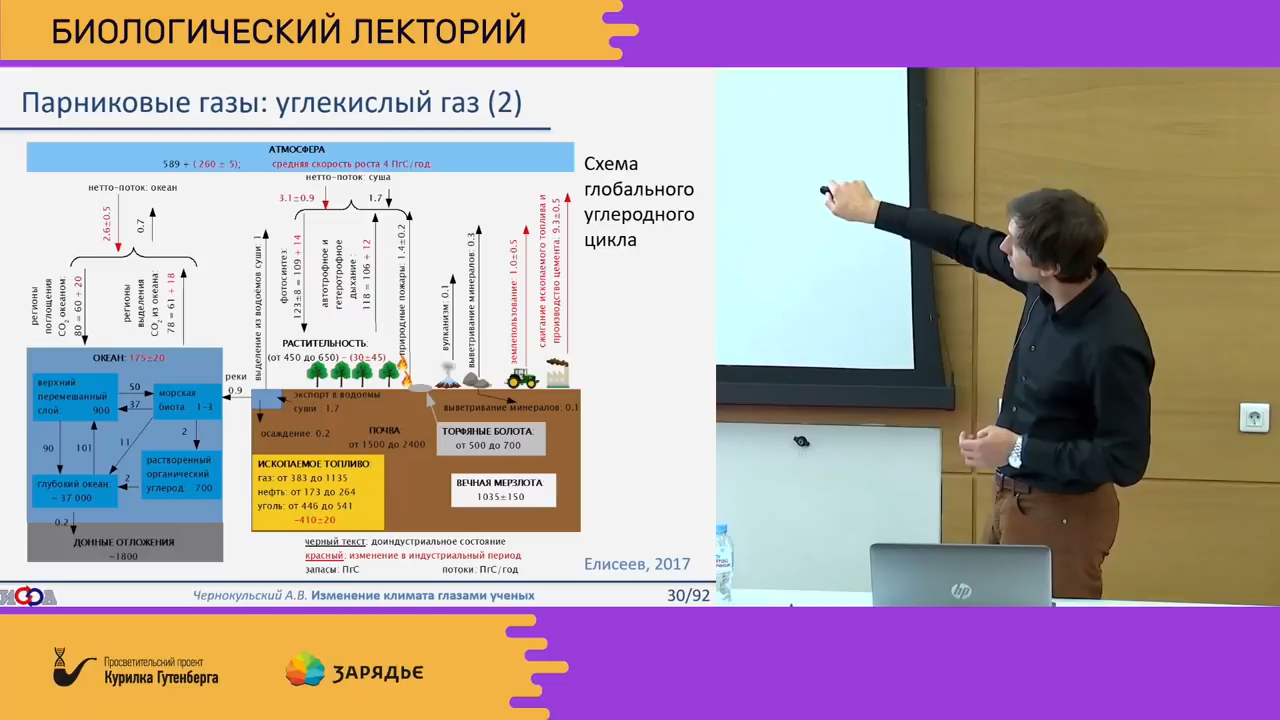 БИОЛОГИЧЕСКИЙ ЛЕКТОРИЙ
Парниковые газы: углекислый газ (2)
АТМОСФЕРА
589 + (260 ± 5); средняя скорость роста 4 ПгС/год
Схема
глобального
углеродного
цикла
нетто-поток: океан
2.6±0.5
0.7
нетто-поток: суша
3.1±0.9
1.7
регионы
поглощения
CO2 океаном:
80 = 60 + 20
регионы
выделения
CO2 из океана:
78 = 61 + 18
выделение из водоёмов суши: 1
фотосинтез:
123±8 = 109 + 14
автотрофное и
гетеротрофное
дыхание:
118 = 106 + 12
природные пожары: 1.4±0.2
вулканизм: 0.1
выветривание минералов: 0.3
землепользование: 1.0±0.5
сжигание ископаемого топлива и
производство цемента: 9.3±0.5
РАСТИТЕЛЬНОСТЬ:
(от 450 до 650) − (30±45)
ОКЕАН: 175±20
верхний
перемешанный
слой: 900
50
37
морская
биота 1-3
90
101
11
2
глубокий океан:
~ 37 000
2
растворённый
органический
углерод: 700
0.2
ДОННЫЕ ОТЛОЖЕНИЯ
~1800
реки
0.9
экспорт в водоёмы
суши : 1.7
осаждение: 0.2
ПОЧВА:
от 1500 до 2400
выветривание минералов: 0.1
ТОРФЯНЫЕ БОЛОТА:
от 500 до 700
ИСКОПАЕМОЕ ТОПЛИВО:
газ: от 383 до 1135
нефть: от 173 до 264
уголь: от 446 до 541
−410±20
ВЕЧНАЯ МЕРЗЛОТА:
1035±150
черный текст: доиндустриальное состояние
красный: изменение в индустриальный период
запасы: ПгС потоки: ПгС/год
Елисеев, 2017
ИФА
Чернокульский А.В. Изменение климата глазами ученых
30/92
hp
Просветительский проект
Курилка Гутенберга
ЗАРЯДЬЕ